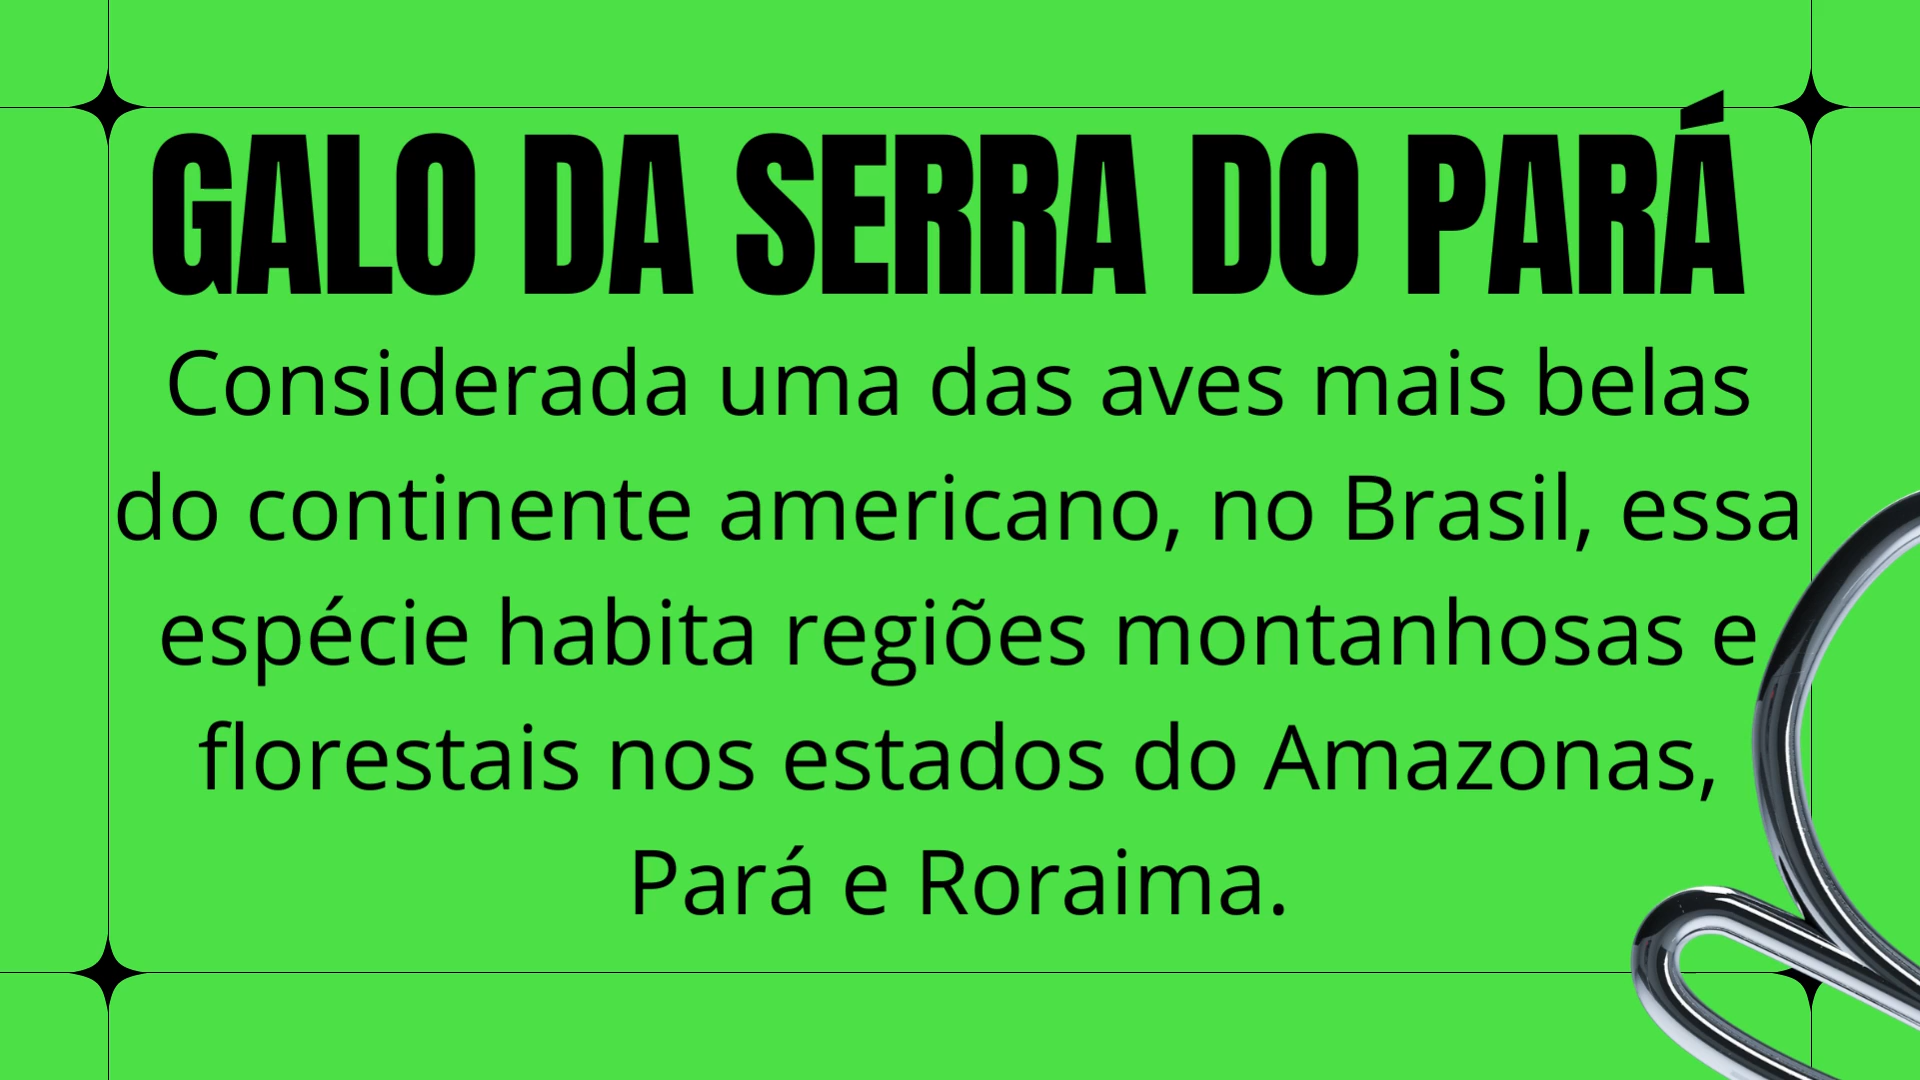 GALO DA SERRA DO PARÁ
Considerada uma das aves mais belas
do continente americano, no Brasil, essa
espécie habita regiões montanhosas e
florestais nos estados do Amazonas,
Pará e Roraima.